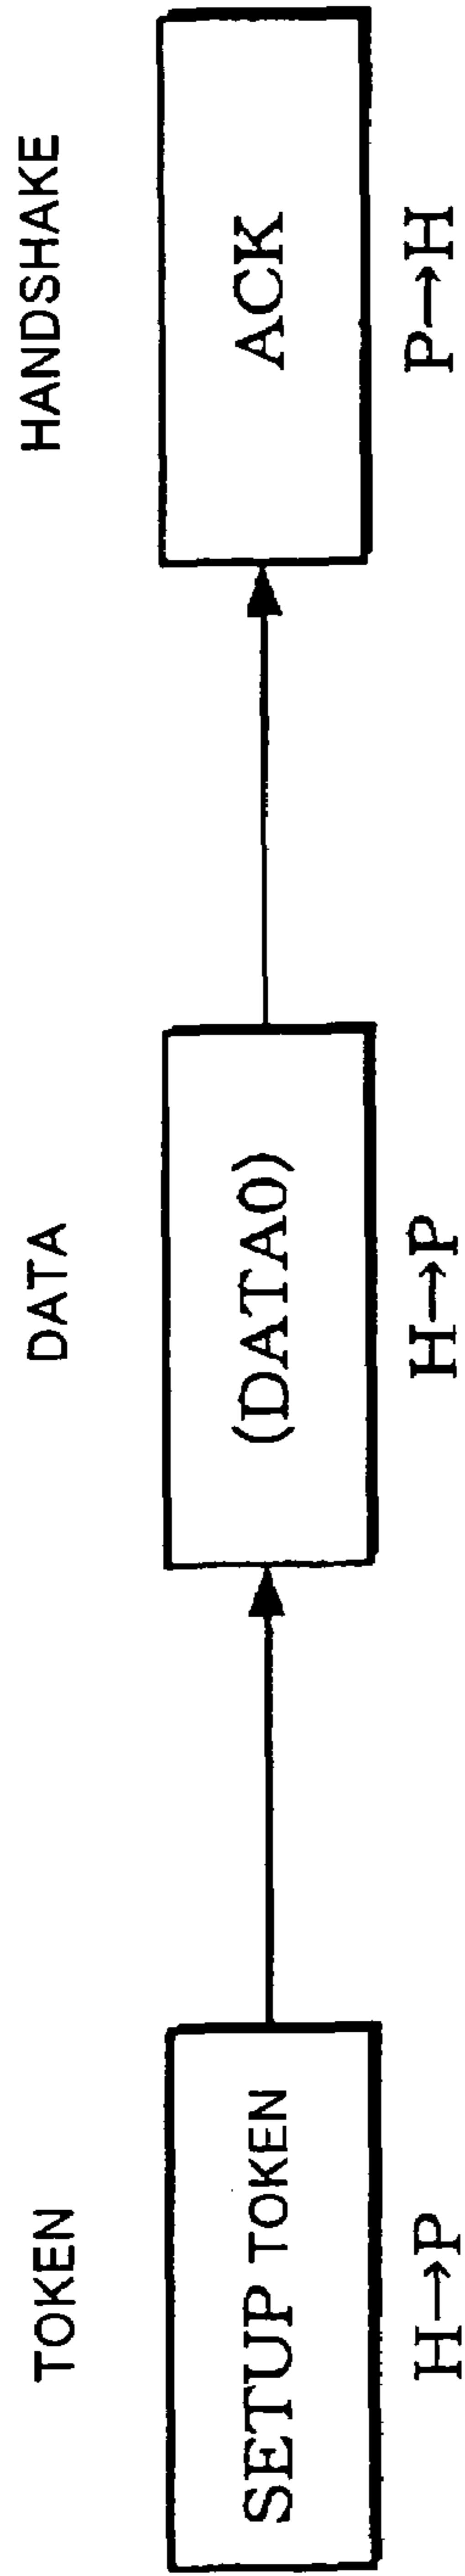 TOKEN
DATA
HANDSHAKE
SETUP TOKEN
(DATA0)
ACK
H→P
H→P
P→H